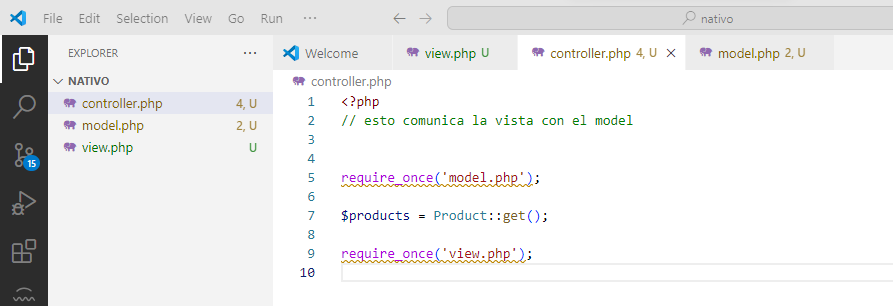 File Edit Selection View Go Run ... nativo
EXPLORER ...
NATIVO
controller.php 4, U
model.php 2, U
view.php U
15
Welcome view.php U controller.php 4, U model.php 2, U
controller.php
1 <?php
2 // esto comunica la vista con el model
3
4
5 require_once('model.php');
6
7 $products = Product::get();
8
9 require_once('view.php');
10